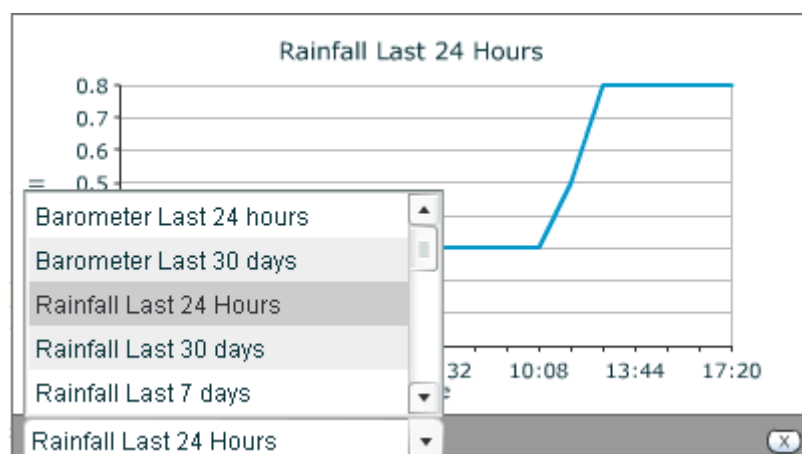 Rainfall Last 24 Hours
0.8
0.7
0.6
0.5
Barometer Last 24 hours
Barometer Last 30 days
Rainfall Last 24 Hours
Rainfall Last 30 days
Rainfall Last 7 days
32 10:08 13:44 17:20
Rainfall Last 24 Hours
X